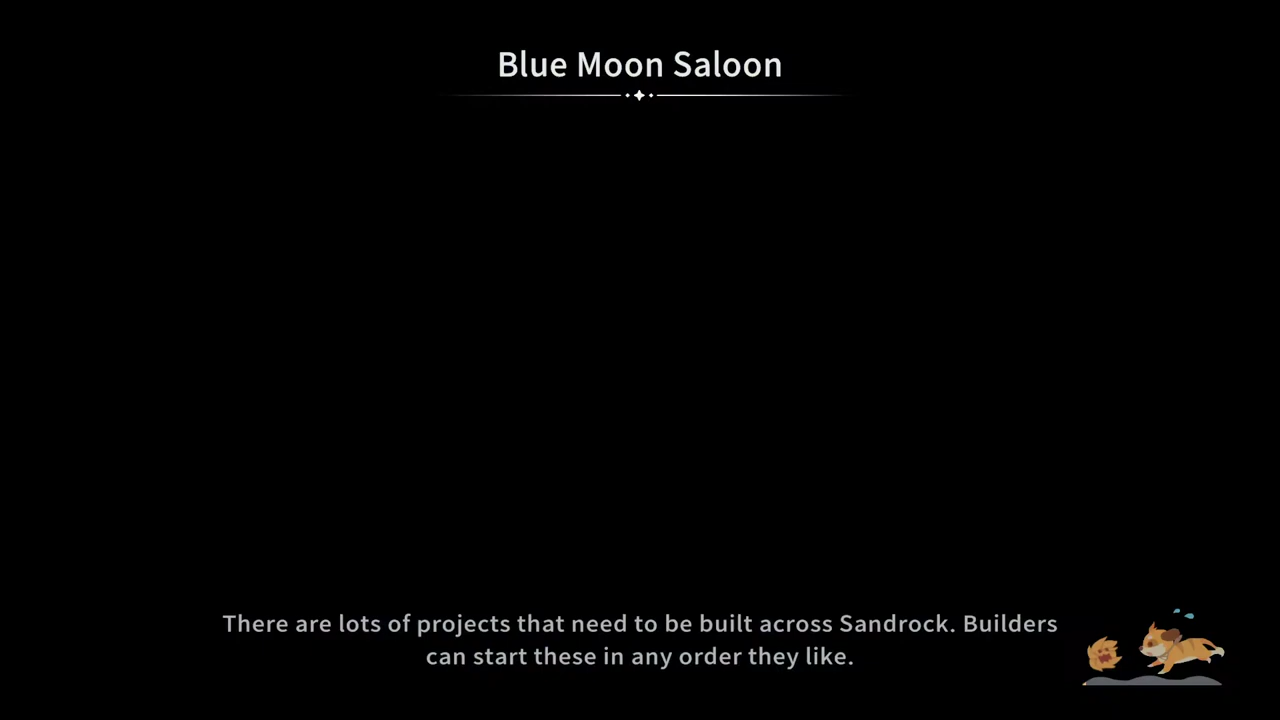 Blue Moon Saloon
There are lots of projects that need to be built across Sandrock. Builders
can start these in any order they like.